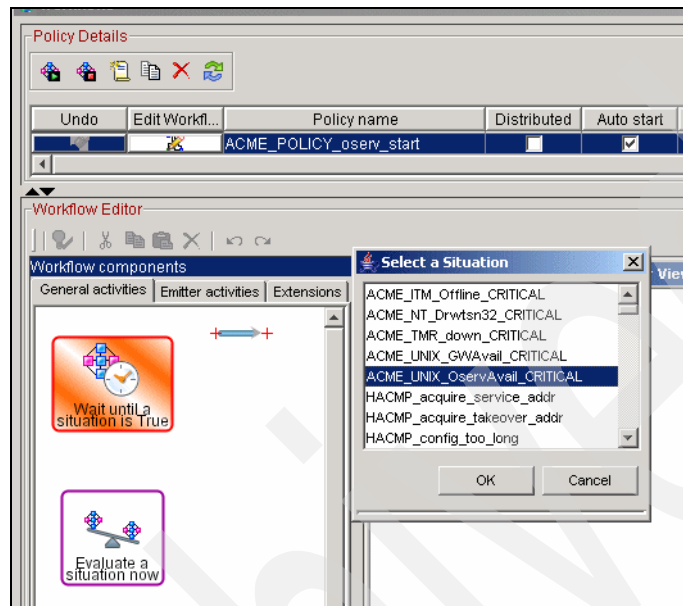 Policy Details
Undo Edit Workfl... Policy name Distributed Auto start
ACME_POLICY_oserv_start
Workflow Editor
Workflow components
General activities Emitter activities Extensions
Wait until a
situation is True
Evaluate a
situation now
Select a Situation
ACME_ITM_Offline_CRITICAL
ACME_NT_Drwtsn32_CRITICAL
ACME_TMR_down_CRITICAL
ACME_UNIX_GWAvail_CRITICAL
ACME_UNIX_OservAvail_CRITICAL
HACMP_acquire_service_addr
HACMP_acquire_takeover_addr
HACMP_config_too_long
OK Cancel